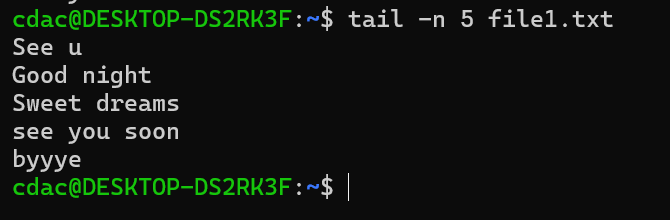 cdac@DESKTOP-DS2RK3F:~$ tail -n 5 file1.txt
See u
Good night
Sweet dreams
see you soon
byyye
cdac@DESKTOP-DS2RK3F:~$